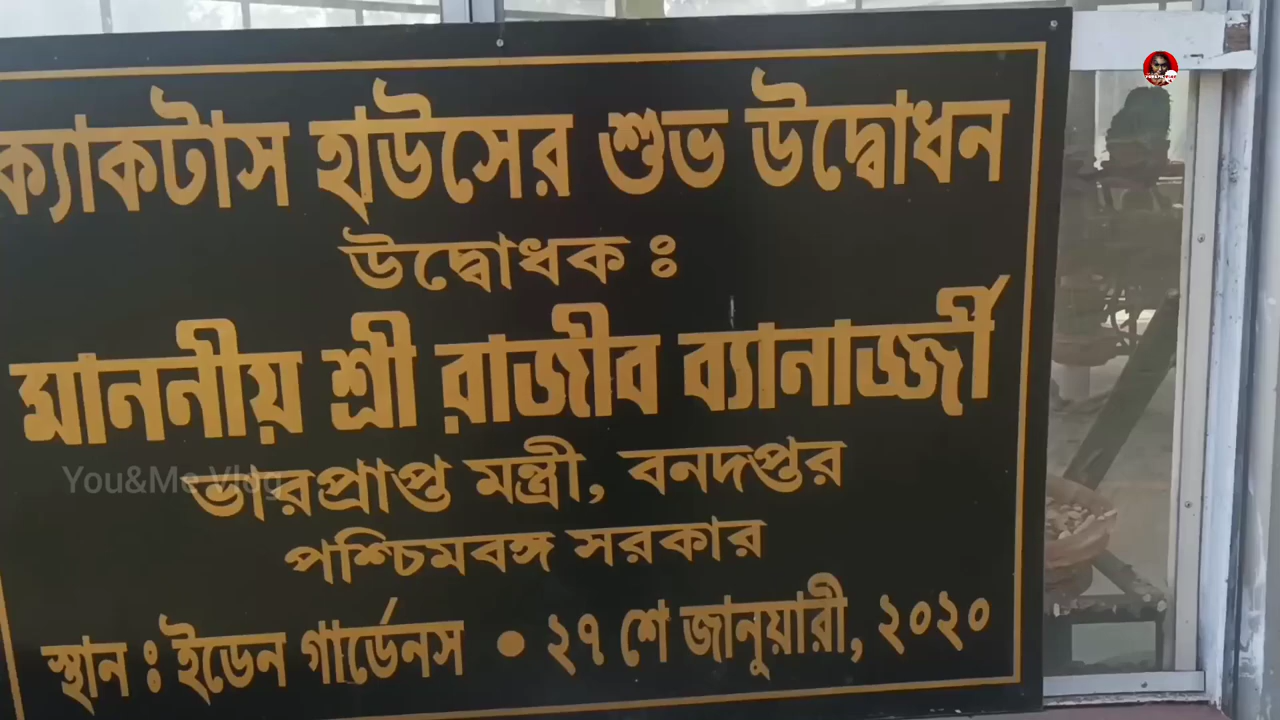 ক্যাকটাস হাউসের শুভ উদ্বোধন
উদ্বোধক ঃ
মাননীয় শ্রী রাজীব ব্যানার্জ্জী
ভারপ্রাপ্ত মন্ত্রী, বনদপ্তর
You&Me Vlog
পশ্চিমবঙ্গ সরকার
স্থান ঃ ইডেন গার্ডেনস • ২৭ শে জানুয়ারী, ২০২০